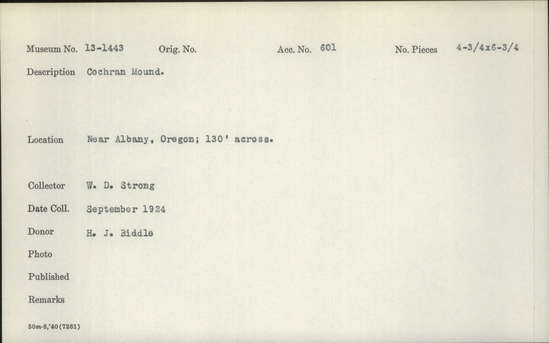 Museum No. 13-1443 Orig. No. Acc. No. 601 No. Pieces 4-3/4x6-3/4
Description Cochran Mound.
Location Near Albany, Oregon; 130' across.
Collector W. D. Strong
Date Coll. September 1924
Donor H. J. Biddle
Photo
Published
Remarks
50m-8,'40(7261)